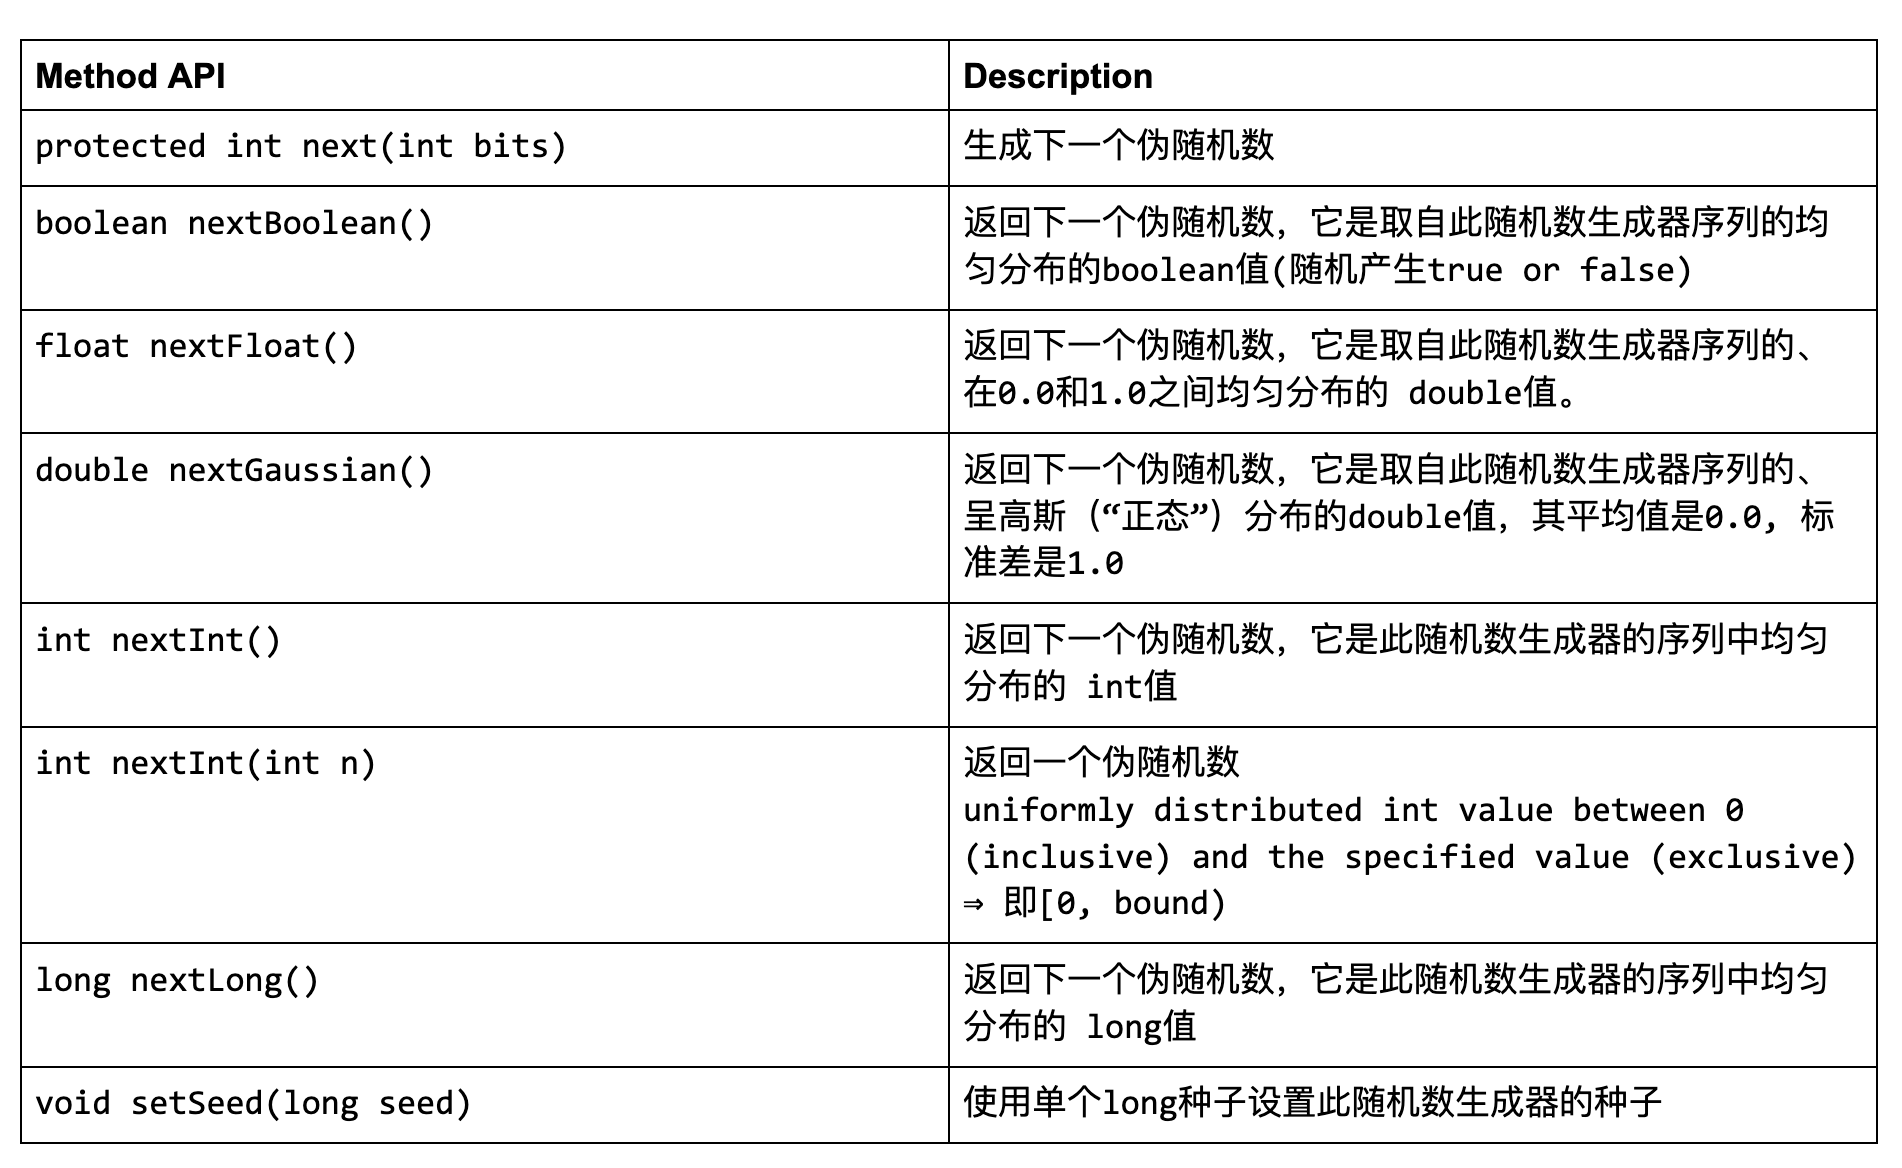 Method API
Description
protected int next(int bits)
生成下一个伪随机数
boolean nextBoolean()
返回下一个伪随机数，它是取自此随机数生成器序列的均
匀分布的boolean值(随机产生true or false)
float nextFloat()
返回下一个伪随机数，它是取自此随机数生成器序列的、
在0.0和1.0之间均匀分布的 double值。
double nextGaussian()
返回下一个伪随机数，它是取自此随机数生成器序列的、
呈高斯（“正态”）分布的double值，其平均值是0.0, 标
准差是1.0
int nextInt()
返回下一个伪随机数，它是此随机数生成器的序列中均匀
分布的 int值
int nextInt(int n)
返回一个伪随机数
uniformly distributed int value between 0
(inclusive) and the specified value (exclusive)
⇒ 即[0, bound)
long nextLong()
返回下一个伪随机数，它是此随机数生成器的序列中均匀
分布的 long值
void setSeed(long seed)
使用单个long种子设置此随机数生成器的种子